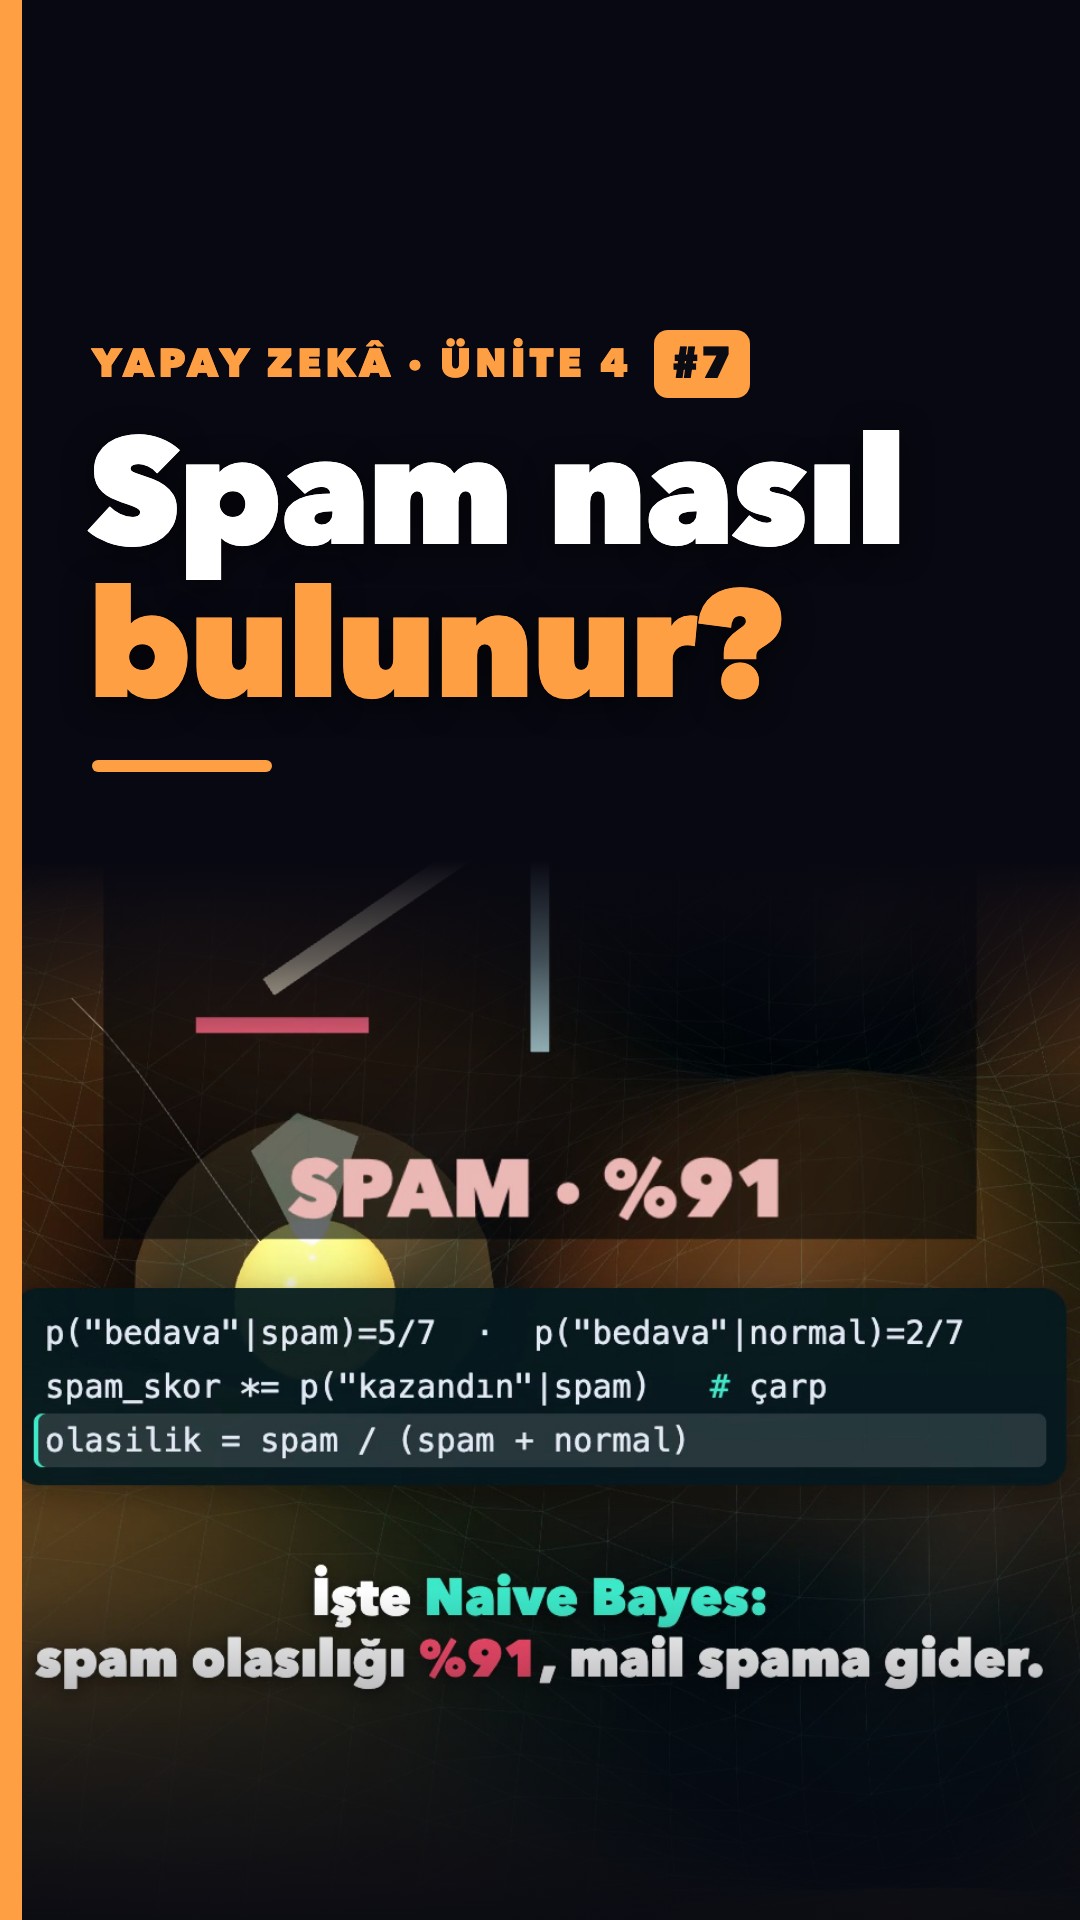 YAPAY ZEKÂ • ÜNİTE 4 #7
Spam nasıl
bulunur?
SPAM • %91
p("bedava"|spam)=5/7 · p("bedava"|normal)=2/7
spam_skor *= p("kazandın"|spam) # çarp
olasilik = spam / (spam + normal)
İşte Naive Bayes:
spam olasılığı %91, mail spama gider.